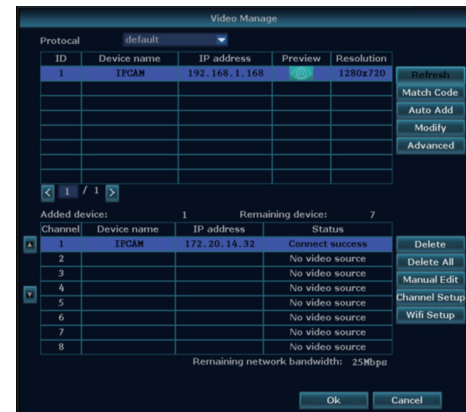 Video Manage
Protocal default
ID Device name IP address Preview Resolution
1 IPCAM 192.168.1.168 1280x720
Refresh
Match Code
Auto Add
Modify
Advanced
< 1 / 1 >
Added device: 1 Remaining device: 7
Channel Device name IP address Status
1 IPCAM 172.20.14.32 Connect success
2 No video source
3 No video source
4 No video source
5 No video source
6 No video source
7 No video source
8 No video source
Delete
Delete All
Manual Edit
Channel Setup
Wifi Setup
Remaining network bandwidth: 25Mbps
Ok Cancel